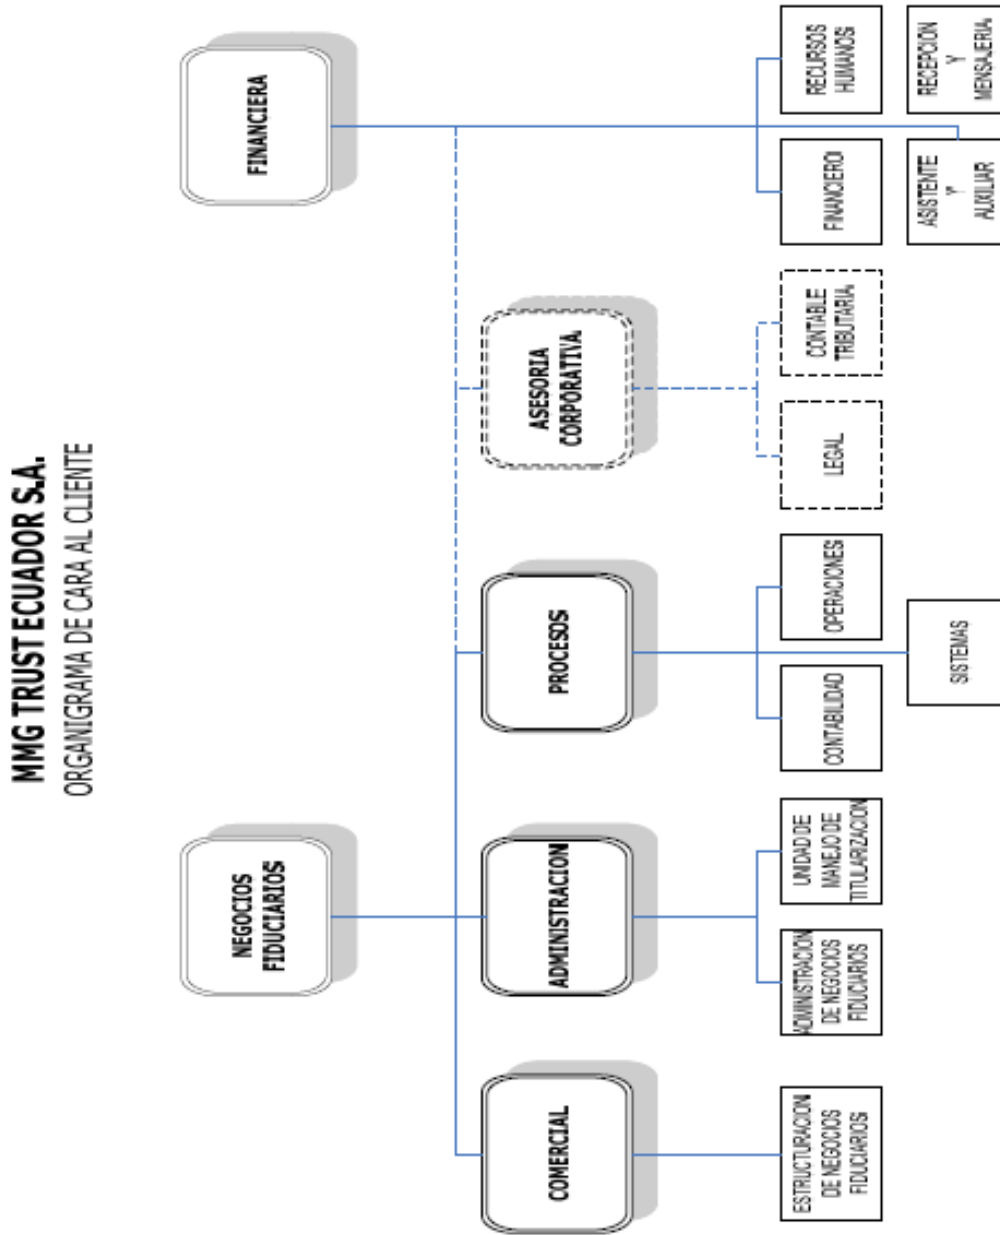 MMG TRUST ECUADOR S.A.
ORGANIGRAMA DE CARA AL CLIENTE
NEGOCIOS
FIDUCIARIOS
FINANCIERA
COMERCIAL
ADMINISTRACION
PROCESOS
ASESORIA
CORPORATIVA
ESTRUCTURACION
DE NEGOCIOS
FIDUCIARIOS
ADMINISTRACION
DE NEGOCIOS
FIDUCIARIOS
UNIDAD DE
MANEJO DE
TITULARIZACION
CONTABILIDAD
OPERACIONES
LEGAL
CONTABLE
TRIBUTARIA
FINANCIERO
RECURSOS
HUMANOS
SISTEMAS
ASISTENTE
Y
AUXILIAR
RECEPCION
Y
MENSAJERIA